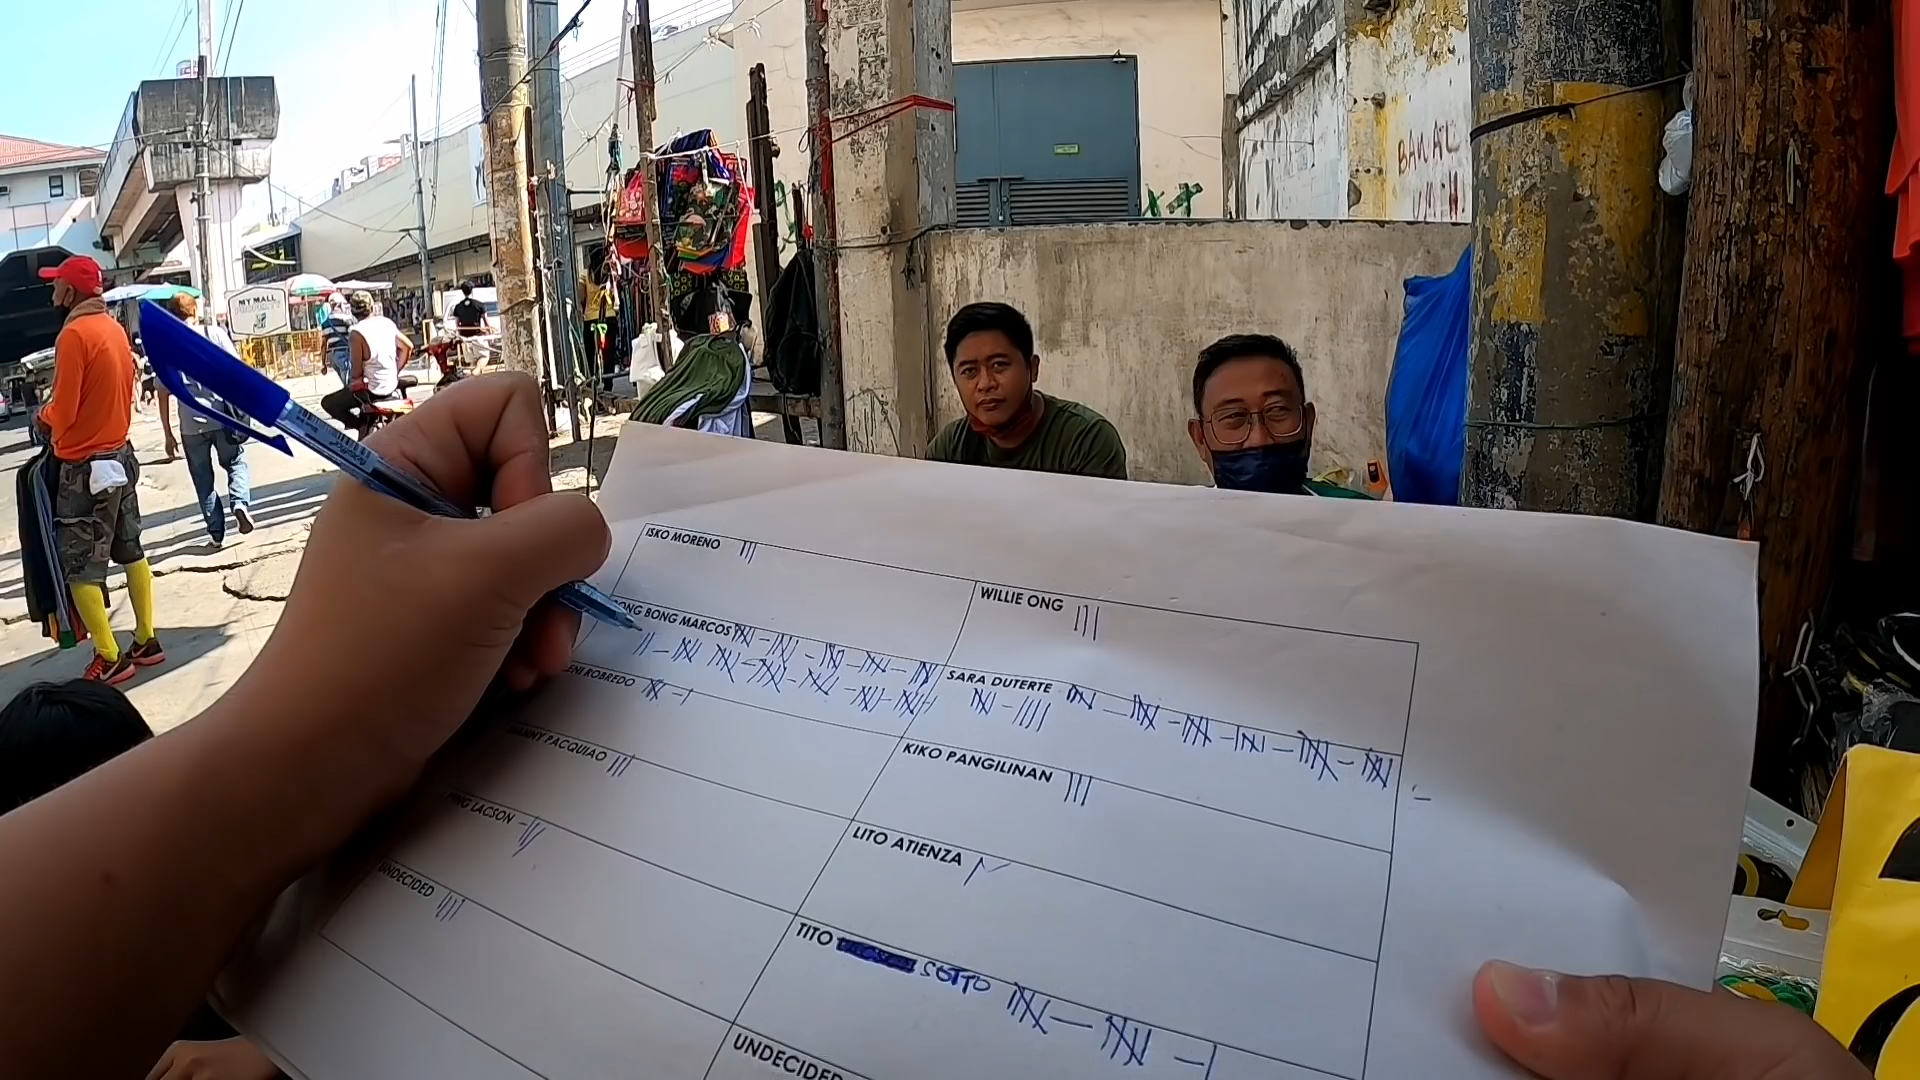 MY MALL
ISKO MORENO
WILLIE ONG
BONG BONG MARCOS
SARA DUTERTE
LENI ROBREDO
MANNY PACQUIAO
KIKO PANGILINAN
PING LACSON
LITO ATIENZA
UNDECIDED
TITO SOTTO
UNDECIDED